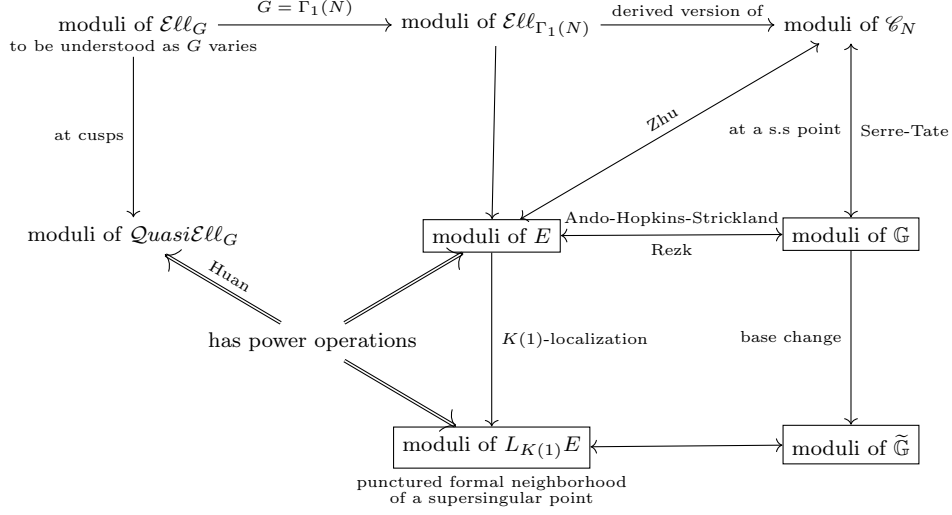 moduli of 𝓔𝓵𝓵_G
G = Γ₁(N)
moduli of 𝓔𝓵𝓵_{Γ₁(N)}
derived version of
moduli of 𝒞_N
to be understood as G varies
at cusps
Zhu
at a s.s point
Serre-Tate
moduli of 𝒬𝓊𝒶𝓈𝒾𝓔𝓵𝓵_G
moduli of E
Ando-Hopkins-Strickland
Rezk
moduli of 𝔾
Huan
has power operations
K(1)-localization
base change
moduli of L_{K(1)}E
moduli of 𝔾̃
punctured formal neighborhood
of a supersingular point